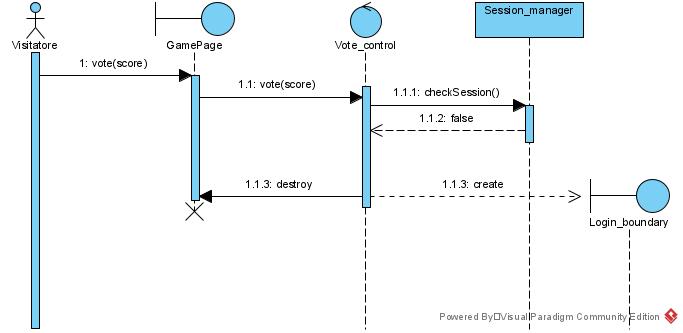 Session_manager
Visitatore
GamePage
Vote_control
1: vote(score)
1.1: vote(score)
1.1.1: checkSession()
1.1.2: false
1.1.3: destroy
1.1.3: create
Login_boundary
Powered By Visual Paradigm Community Edition